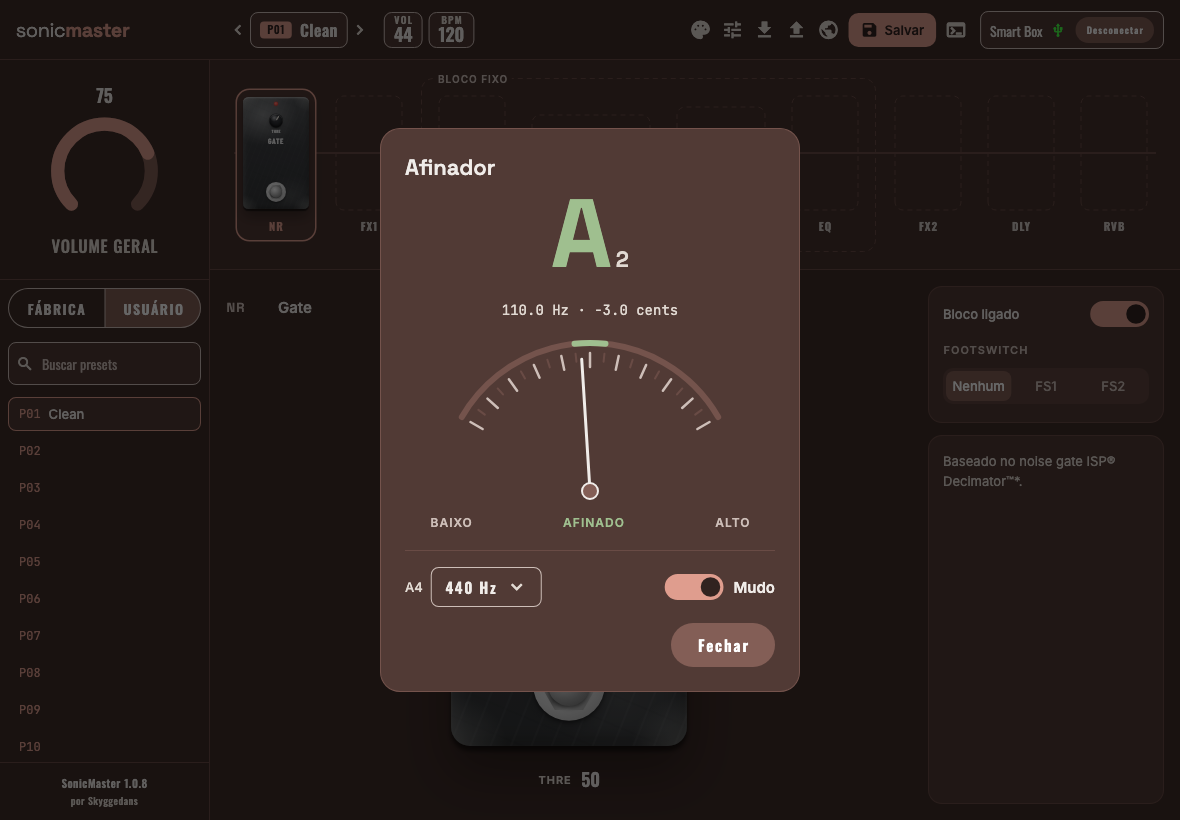 sonicmaster
P01 Clean
VOL
44
BPM
120
Salvar
Smart Box
Desconectar
75
VOLUME GERAL
BLOCO FIXO
THRE
GATE
NR
FX1
EQ
FX2
DLY
RVB
FÁBRICA
USUÁRIO
Buscar presets
P01 Clean
P02
P03
P04
P05
P06
P07
P08
P09
P10
SonicMaster 1.0.8
por Skyggedans
NR Gate
Afinador
A2
110.0 Hz · -3.0 cents
BAIXO
AFINADO
ALTO
A4
440 Hz
Mudo
Fechar
THRE 50
Bloco ligado
FOOTSWITCH
Nenhum
FS1
FS2
Baseado no noise gate ISP®
Decimator™*.